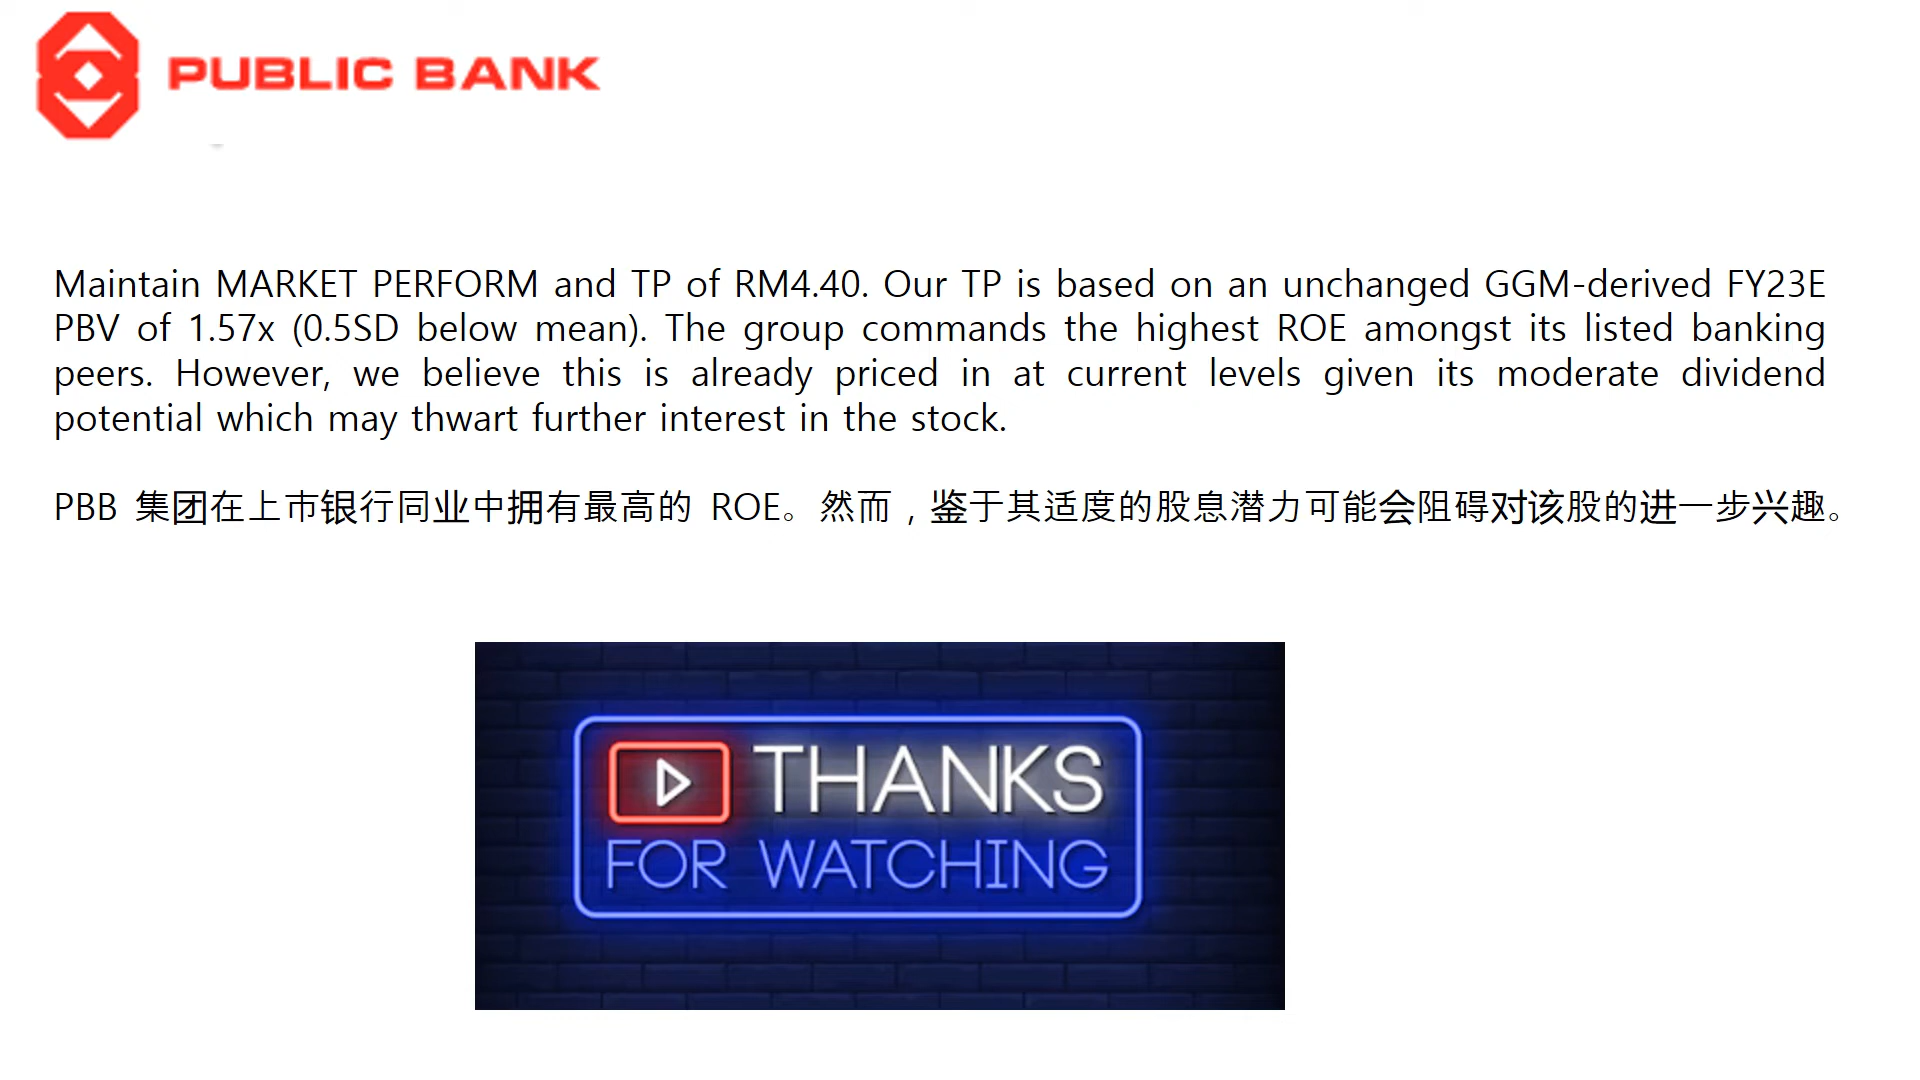 PUBLIC BANK
Maintain MARKET PERFORM and TP of RM4.40. Our TP is based on an unchanged GGM-derived FY23E
PBV of 1.57x (0.5SD below mean). The group commands the highest ROE amongst its listed banking
peers. However, we believe this is already priced in at current levels given its moderate dividend
potential which may thwart further interest in the stock.
PBB 集团在上市银行同业中拥有最高的 ROE。然而，鉴于其适度的股息潜力可能会阻碍对该股的进一步兴趣。
THANKS
FOR WATCHING